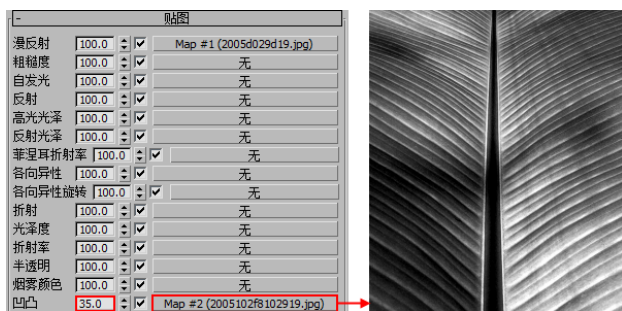 - 贴图
漫反射 100.0 Map #1 (2005d029d19.jpg)
粗糙度 100.0 无
自发光 100.0 无
反射 100.0 无
高光光泽 100.0 无
反射光泽 100.0 无
菲涅耳折射率 100.0 无
各向异性 100.0 无
各向异性旋转 100.0 无
折射 100.0 无
光泽度 100.0 无
折射率 100.0 无
半透明 100.0 无
烟雾颜色 100.0 无
凹凸 35.0 Map #2 (2005102f8102919.jpg)